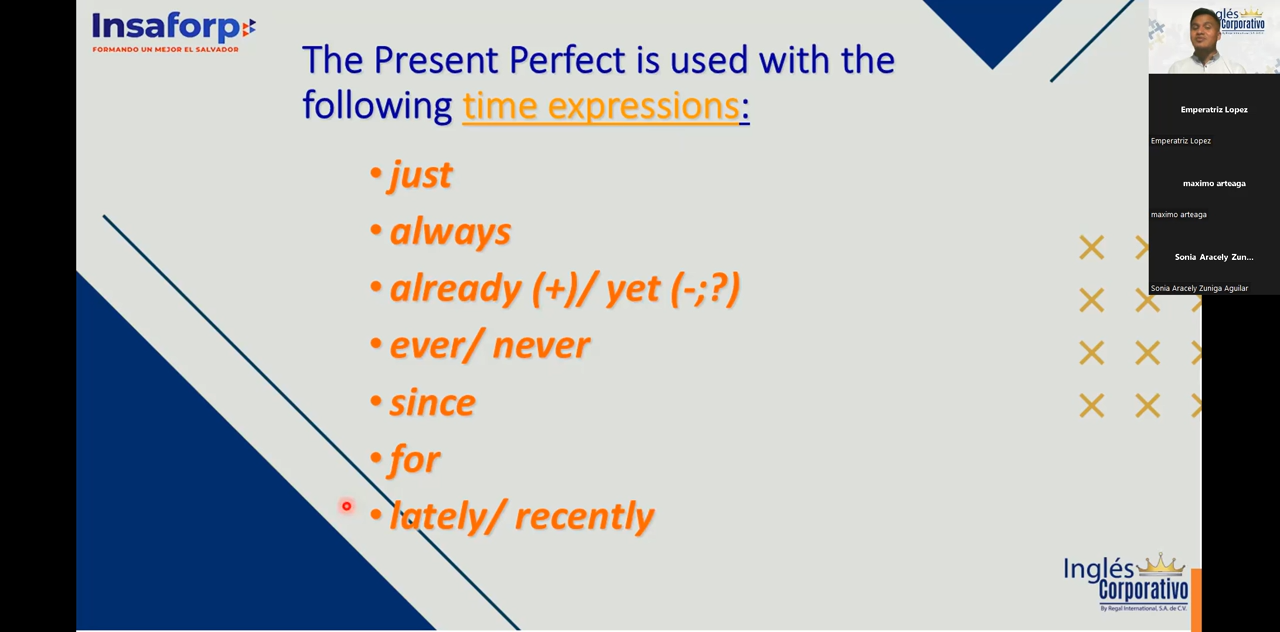 Insaforp
FORMANDO UN MEJOR EL SALVADOR
The Present Perfect is used with the
following time expressions:
• just
• always
• already (+)/ yet (-;?)
• ever/ never
• since
• for
• lately/ recently
Inglés
Corporativo
By Regal International, S.A. de C.V.
Inglés
Corporativo
Emperatriz Lopez
Emperatriz Lopez
maximo arteaga
maximo arteaga
Sonia Aracely Zun...
Sonia Aracely Zuniga Aguilar